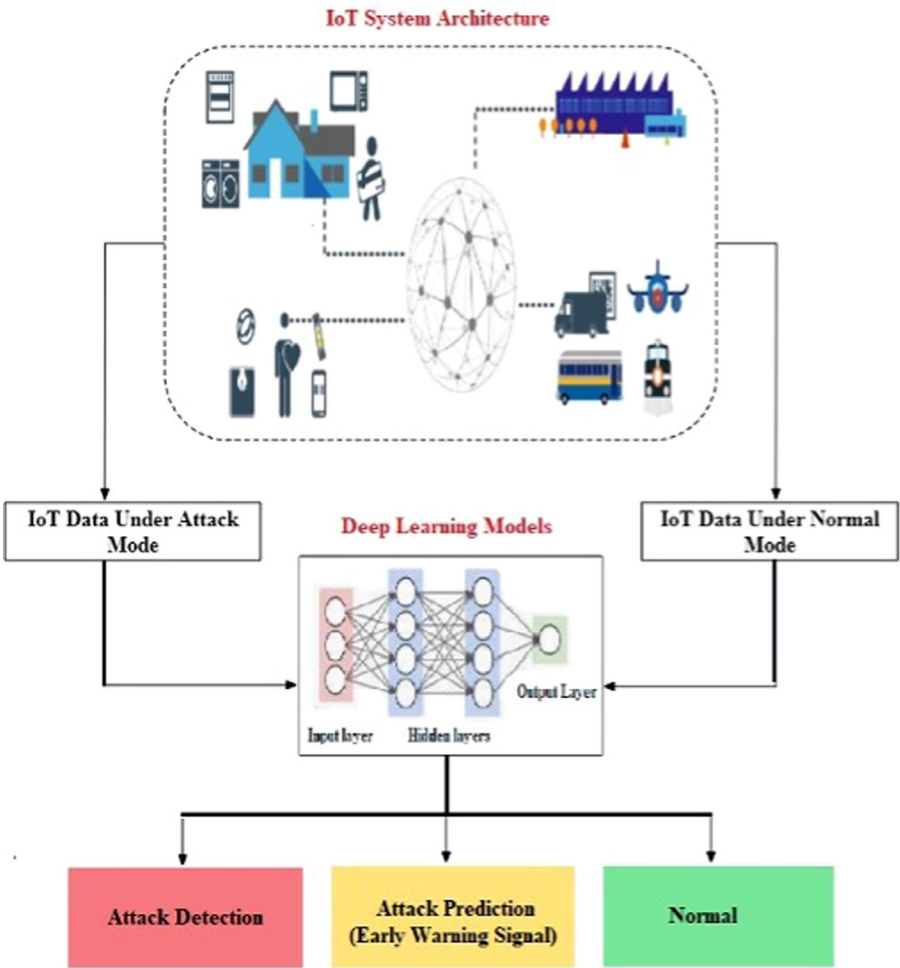 IoT System Architecture
IoT Data Under Attack
Mode
IoT Data Under Normal
Mode
Deep Learning Models
Output Layer
Input layer
Hidden layers
Attack Detection
Attack Prediction
(Early Warning Signal)
Normal